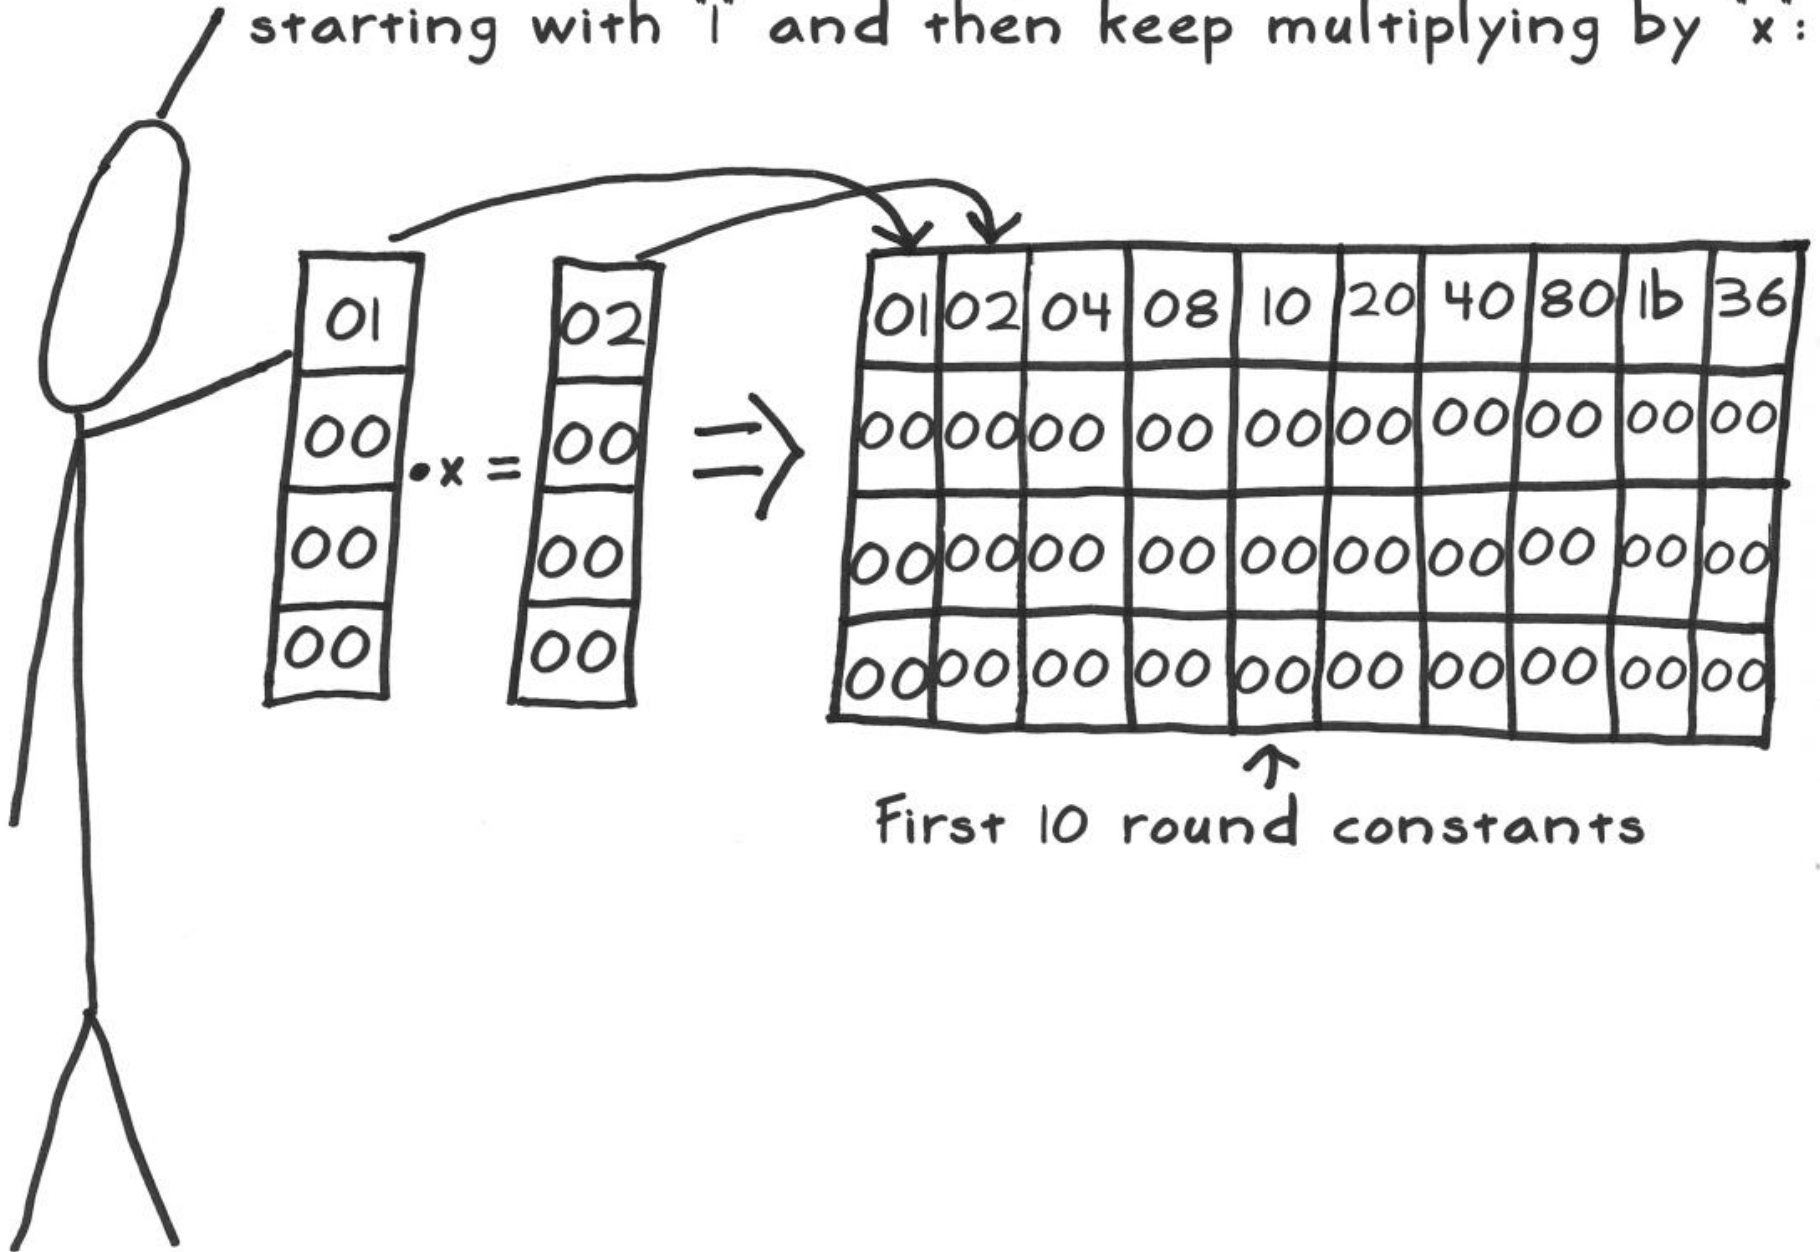 starting with "1" and then keep multiplying by "x":
01 02 01 02 04 08 10 20 40 80 1b 36
00 • x = 00 ⇒ 00 00 00 00 00 00 00 00 00 00
00 00 00 00 00 00 00 00 00 00 00 00
00 00 00 00 00 00 00 00 00 00 00 00
First 10 round constants